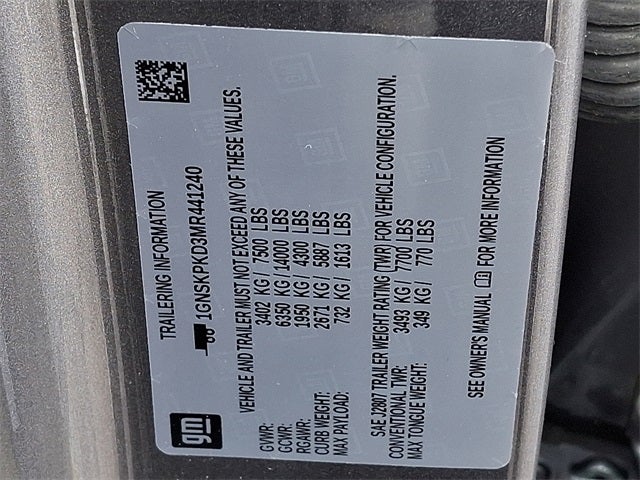 gm
TRAILERING INFORMATION
1GNSKPKD3MR441240
VEHICLE AND TRAILER MUST NOT EXCEED ANY OF THESE VALUES.
GVWR: 3402 KG / 7500 LBS
GCWR: 6350 KG / 14000 LBS
RGAWR: 1950 KG / 4300 LBS
CURB WEIGHT: 2671 KG / 5887 LBS
MAX PAYLOAD: 732 KG / 1613 LBS
SAE J2807 TRAILER WEIGHT RATING (TWR) FOR VEHICLE CONFIGURATION.
CONVENTIONAL TWR: 3493 KG / 7700 LBS
MAX TONGUE WEIGHT: 349 KG / 770 LBS
SEE OWNER'S MANUAL FOR MORE INFORMATION